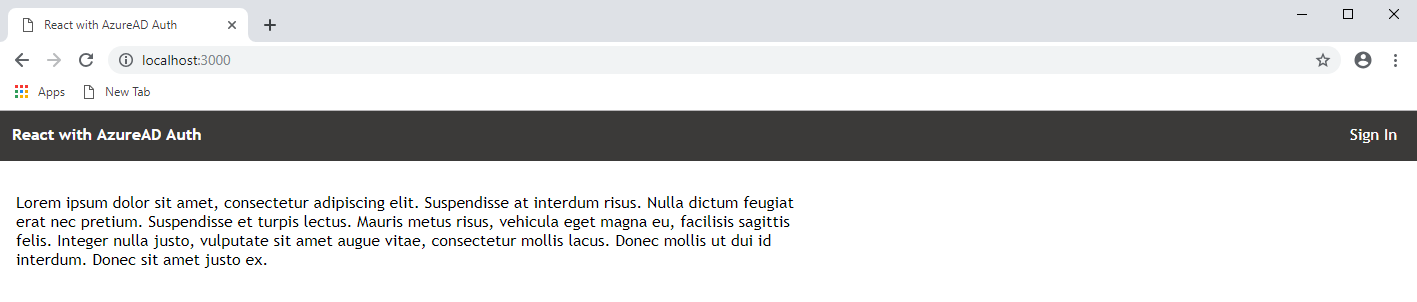 React with AzureAD Auth
localhost:3000
Apps New Tab
React with AzureAD Auth Sign In
Lorem ipsum dolor sit amet, consectetur adipiscing elit. Suspendisse at interdum risus. Nulla dictum feugiat
erat nec pretium. Suspendisse et turpis lectus. Mauris metus risus, vehicula eget magna eu, facilisis sagittis
felis. Integer nulla justo, vulputate sit amet augue vitae, consectetur mollis lacus. Donec mollis ut dui id
interdum. Donec sit amet justo ex.